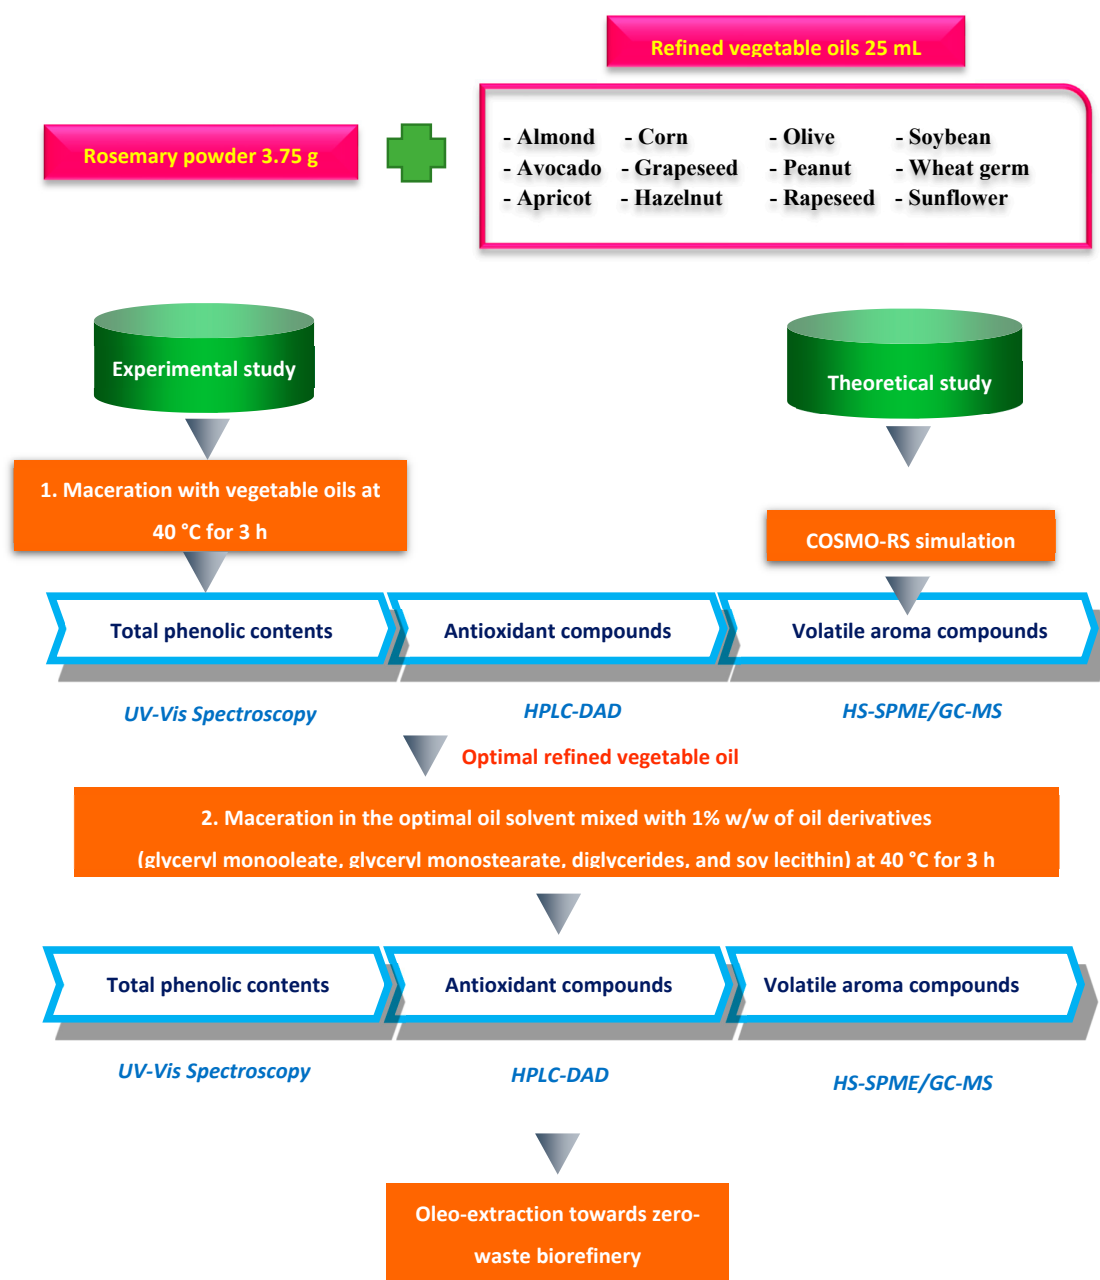 Refined vegetable oils 25 mL
Rosemary powder 3.75 g
- Almond - Corn - Olive - Soybean
- Avocado - Grapeseed - Peanut - Wheat germ
- Apricot - Hazelnut - Rapeseed - Sunflower
Experimental study
Theoretical study
1. Maceration with vegetable oils at
40 °C for 3 h
COSMO-RS simulation
Total phenolic contents
Antioxidant compounds
Volatile aroma compounds
UV-Vis Spectroscopy
HPLC-DAD
HS-SPME/GC-MS
Optimal refined vegetable oil
2. Maceration in the optimal oil solvent mixed with 1% w/w of oil derivatives
(glyceryl monooleate, glyceryl monostearate, diglycerides, and soy lecithin) at 40 °C for 3 h
Total phenolic contents
Antioxidant compounds
Volatile aroma compounds
UV-Vis Spectroscopy
HPLC-DAD
HS-SPME/GC-MS
Oleo-extraction towards zero-
waste biorefinery